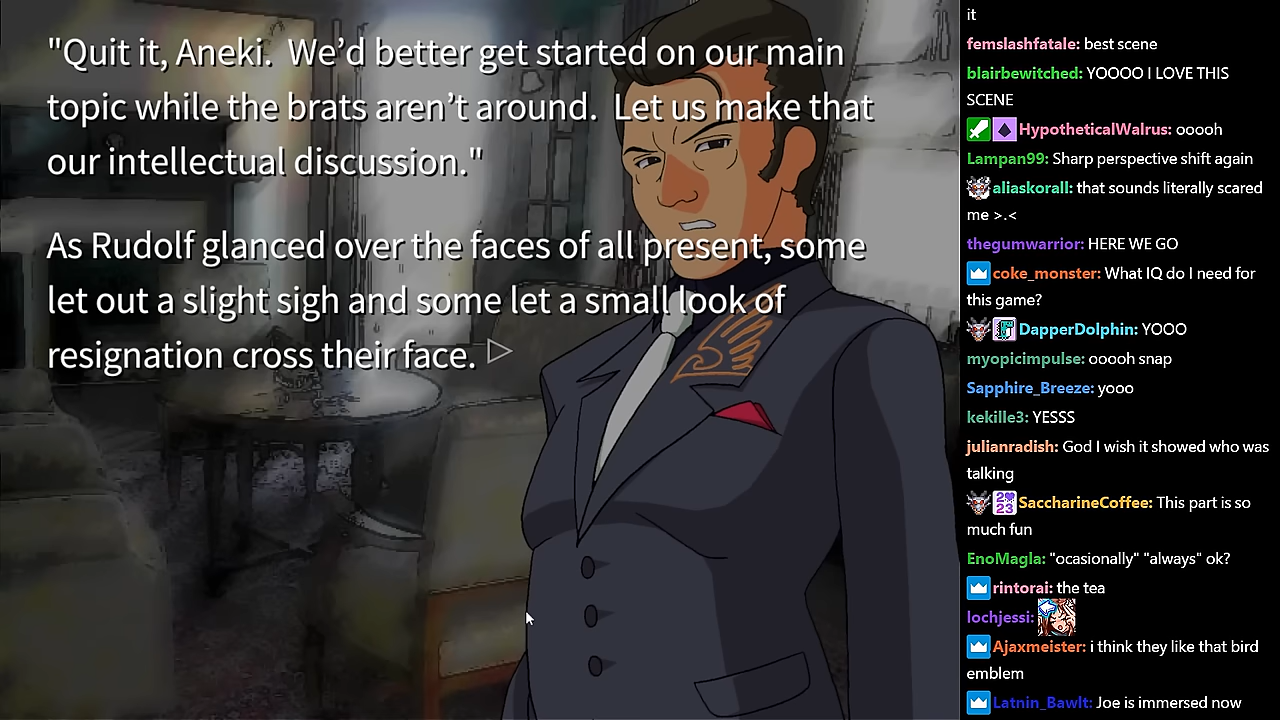 "Quit it, Aneki.  We’d better get started on our main
topic while the brats aren’t around.  Let us make that
our intellectual discussion."
As Rudolf glanced over the faces of all present, some
let out a slight sigh and some let a small look of
resignation cross their face.
it
femslashfatale: best scene
blairbewitched: YOOOO I LOVE THIS
SCENE
HypotheticalWalrus: ooooh
Lampan99: Sharp perspective shift again
aliaskorall: that sounds literally scared
me >.<
thegumwarrior: HERE WE GO
coke_monster: What IQ do I need for
this game?
DapperDolphin: YOOO
myopicimpulse: ooooh snap
Sapphire_Breeze: yooo
kekille3: YESSS
julianradish: God I wish it showed who was
talking
SaccharineCoffee: This part is so
much fun
EnoMagla: "ocasionally" "always" ok?
rintorai: the tea
lochjessi:
Ajaxmeister: i think they like that bird
emblem
Latnin_Bawlt: Joe is immersed now